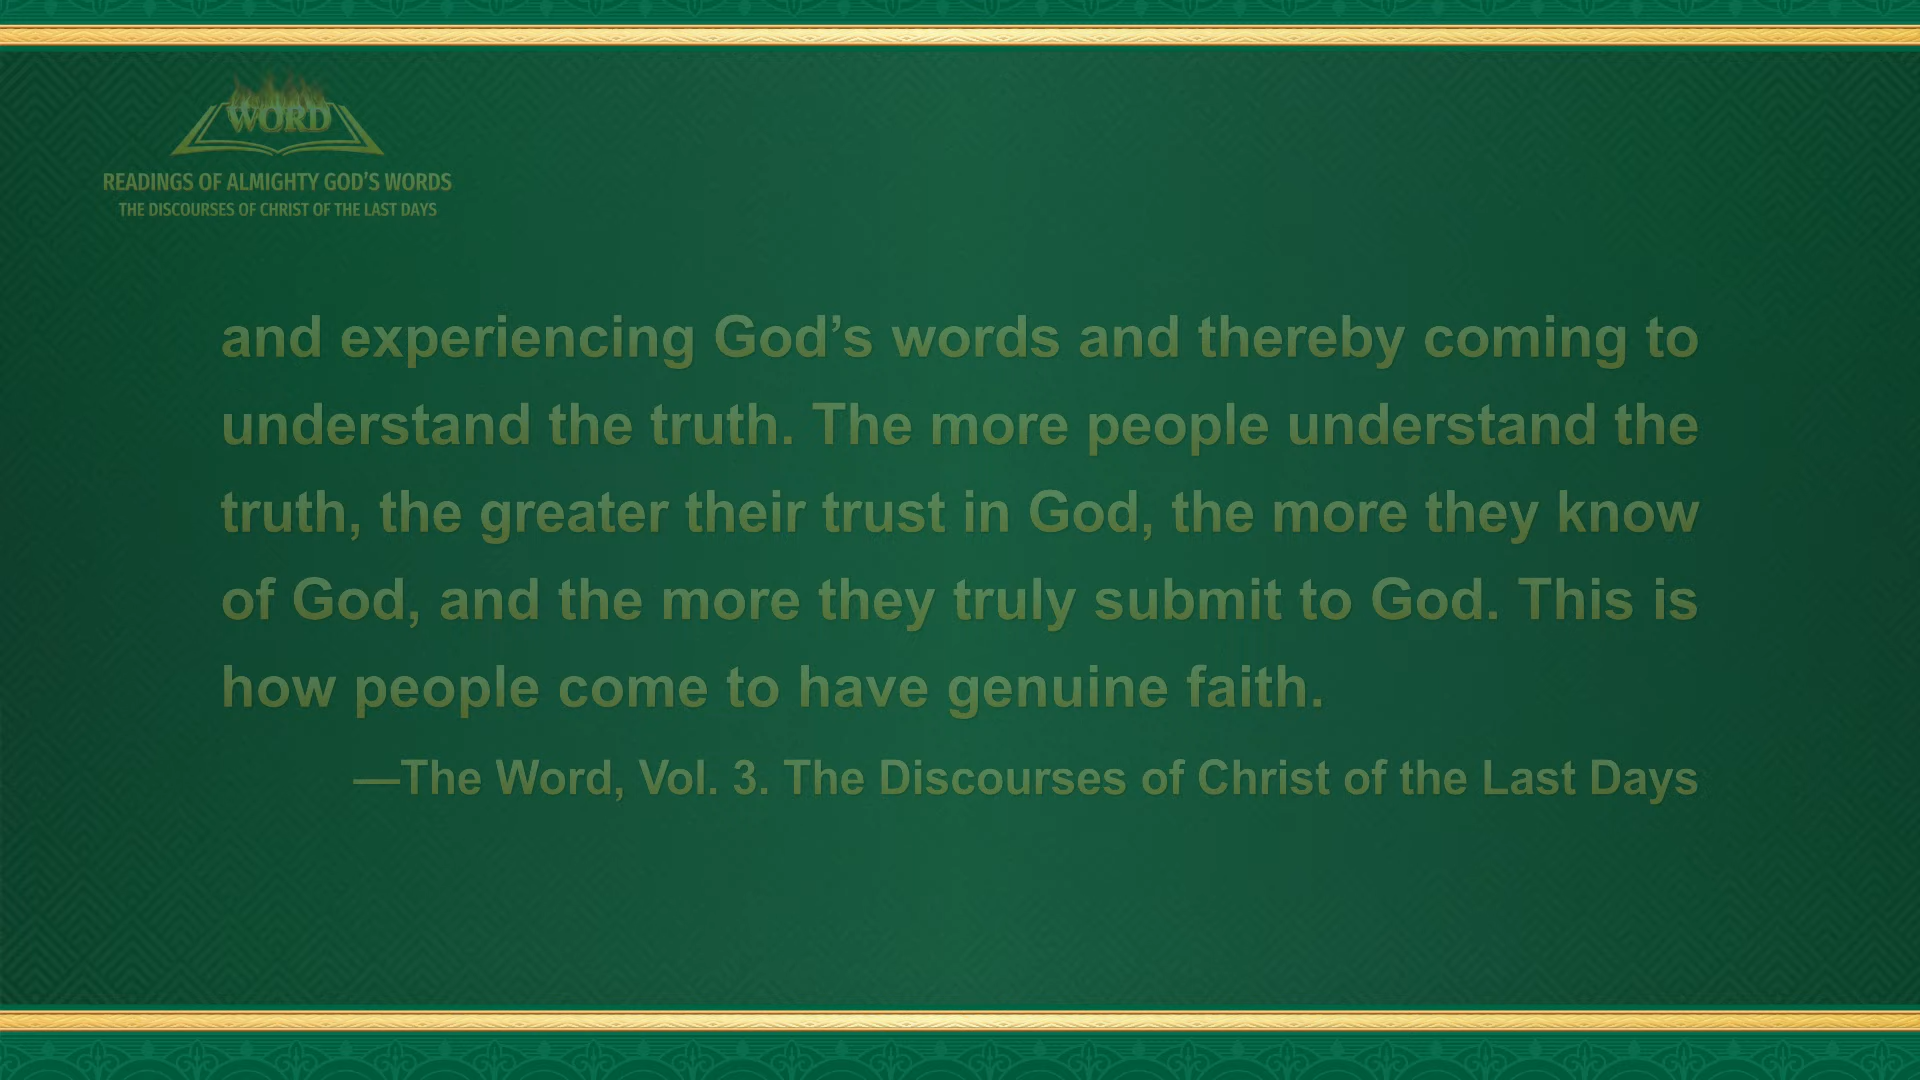 WORD
READINGS OF ALMIGHTY GOD’S WORDS
THE DISCOURSES OF CHRIST OF THE LAST DAYS
and experiencing God’s words and thereby coming to
understand the truth. The more people understand the
truth, the greater their trust in God, the more they know
of God, and the more they truly submit to God. This is
how people come to have genuine faith.
—The Word, Vol. 3. The Discourses of Christ of the Last Days